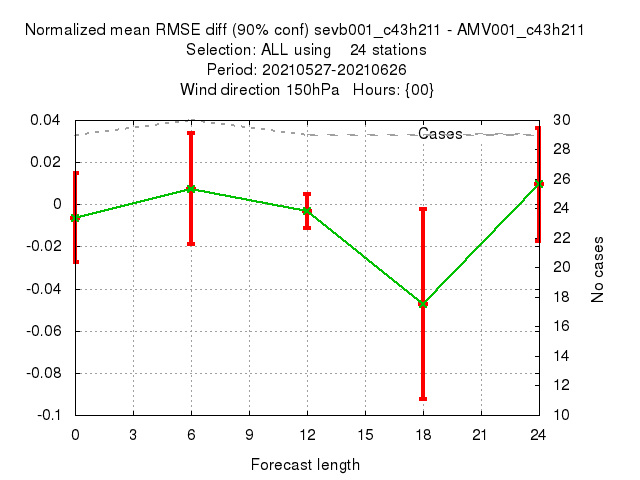 Normalized mean RMSE diff (90% conf) sevb001_c43h211 - AMV001_c43h211
Selection: ALL using    24 stations
Period: 20210527-20210626
Wind direction 150hPa   Hours: {00}
Cases
0.04
0.02
0
-0.02
-0.04
-0.06
-0.08
-0.1
30
28
26
24
22
20
18
16
14
12
10
No cases
0 3 6 9 12 15 18 21 24
Forecast length